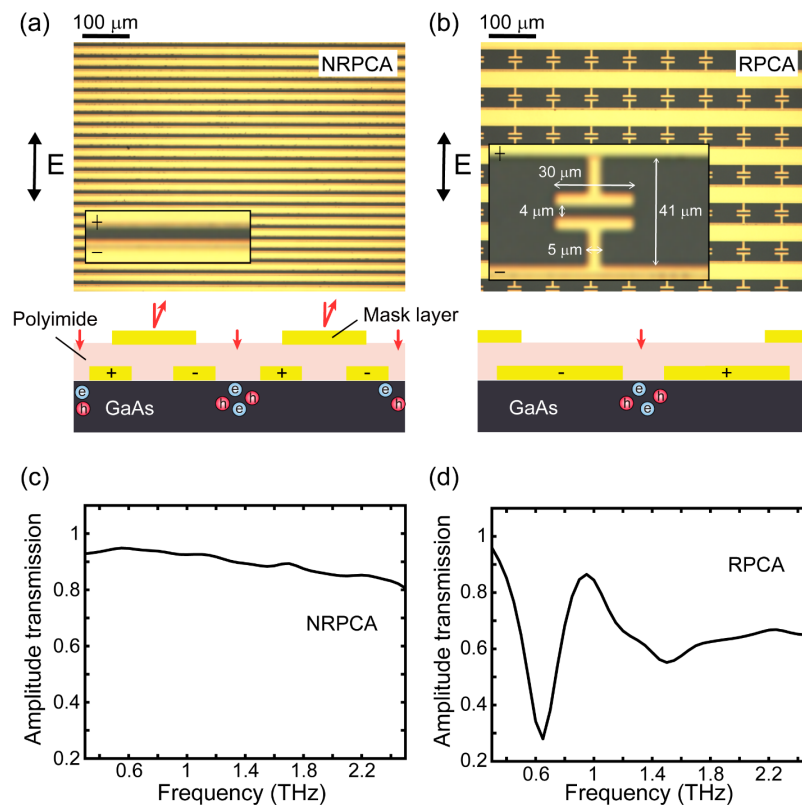 (a)
100 μm
NRPCA
E
+
−
(b)
100 μm
RPCA
E
+
30 μm
4 μm
41 μm
5 μm
−
Polyimide
Mask layer
+ - + -
e e e
h h h h
e
GaAs
- +
e
h h
e
GaAs
(c)
1
0.8
0.6
0.4
0.2
Amplitude transmission
NRPCA
0.6 1 1.4 1.8 2.2
Frequency (THz)
(d)
1
0.8
0.6
0.4
0.2
Amplitude transmission
RPCA
0.6 1 1.4 1.8 2.2
Frequency (THz)